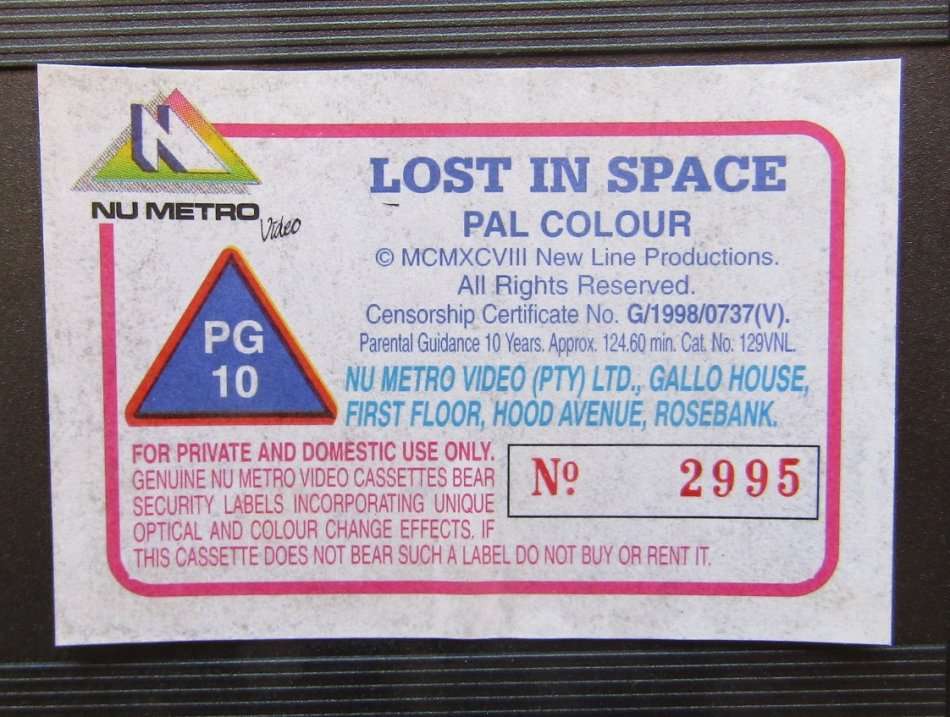 N
NU METRO
Video
LOST IN SPACE
PAL COLOUR
© MCMXCVIII New Line Productions.
All Rights Reserved.
Censorship Certificate No. G/1998/0737(V).
Parental Guidance 10 Years. Approx. 124.60 min. Cat. No. 129VNL.
PG
10
NU METRO VIDEO (PTY) LTD., GALLO HOUSE,
FIRST FLOOR, HOOD AVENUE, ROSEBANK.
FOR PRIVATE AND DOMESTIC USE ONLY.
GENUINE NU METRO VIDEO CASSETTES BEAR
SECURITY LABELS INCORPORATING UNIQUE
OPTICAL AND COLOUR CHANGE EFFECTS. IF
THIS CASSETTE DOES NOT BEAR SUCH A LABEL DO NOT BUY OR RENT IT.
Nº 2995